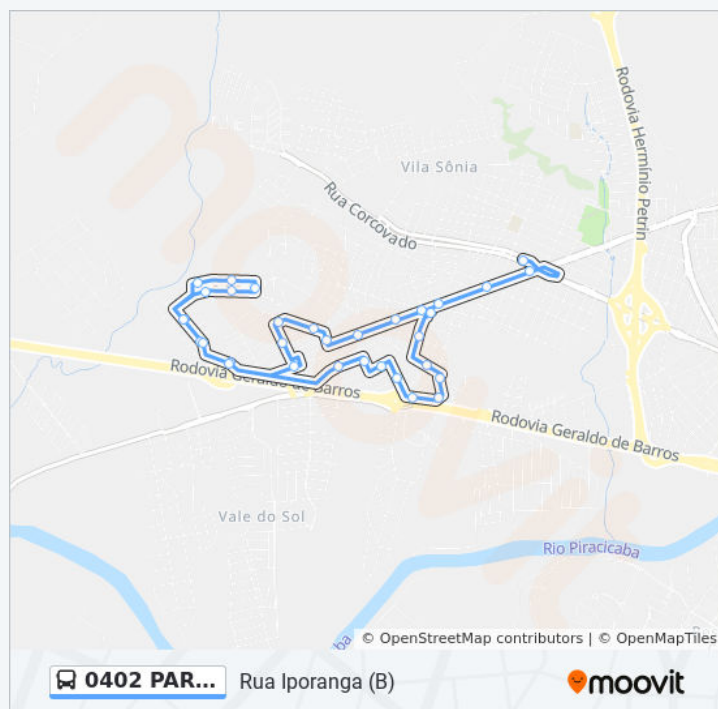 Rodovia Hermínio Petrin
Vila Sônia
Rua Corcovado
Rodovia Geraldo de Barros
Rodovia Geraldo de Barros
Vale do Sol
Rio Piracicaba
© OpenStreetMap contributors | © OpenMapTiles
0402 PAR... Rua Iporanga (B)
moovit